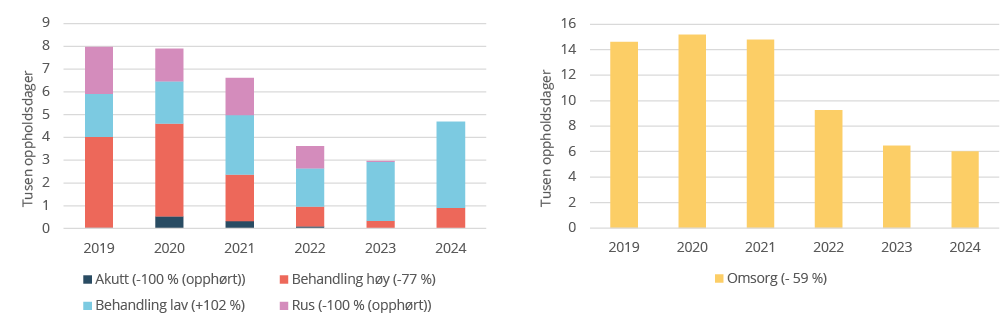 Tusen oppholdsdager
9
8
7
6
5
4
3
2
1
0
2019 2020 2021 2022 2023 2024
Akutt (-100 % (opphørt)) Behandling høy (-77 %)
Behandling lav (+102 %) Rus (-100 % (opphørt))
Tusen oppholdsdager
16
14
12
10
8
6
4
2
0
2019 2020 2021 2022 2023 2024
Omsorg (- 59 %)